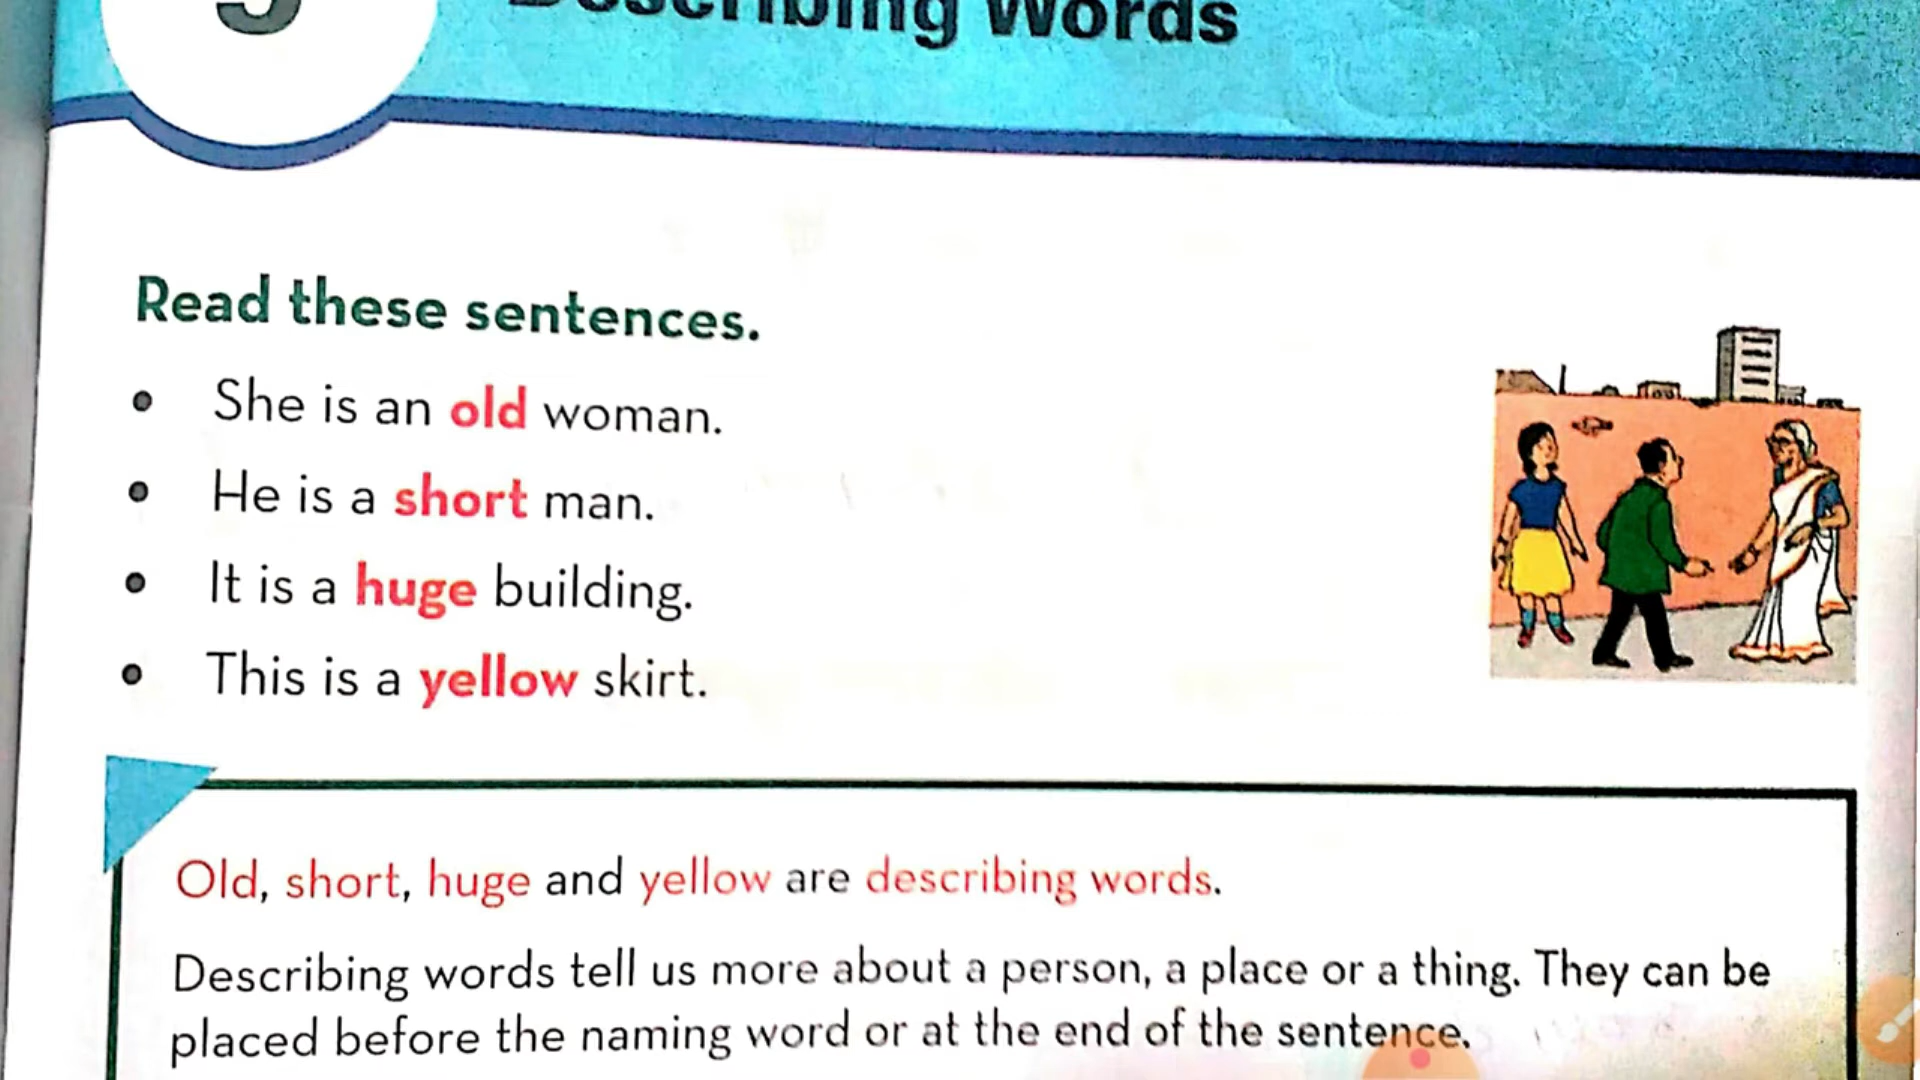 Describing Words
Read these sentences.
• She is an old woman.
• He is a short man.
• It is a huge building.
• This is a yellow skirt.
Old, short, huge and yellow are describing words.
Describing words tell us more about a person, a place or a thing. They can be
placed before the naming word or at the end of the sentence.